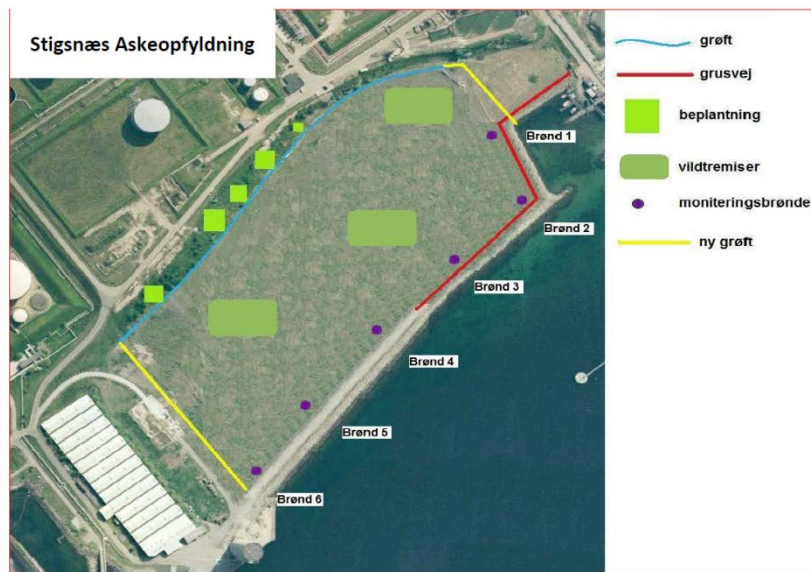 Stigsnæs Askeopfyldning
Brønd 1
Brønd 2
Brønd 3
Brønd 4
Brønd 5
Brønd 6
grøft
grusvej
beplantning
vildtremiser
moniteringsbrønde
ny grøft